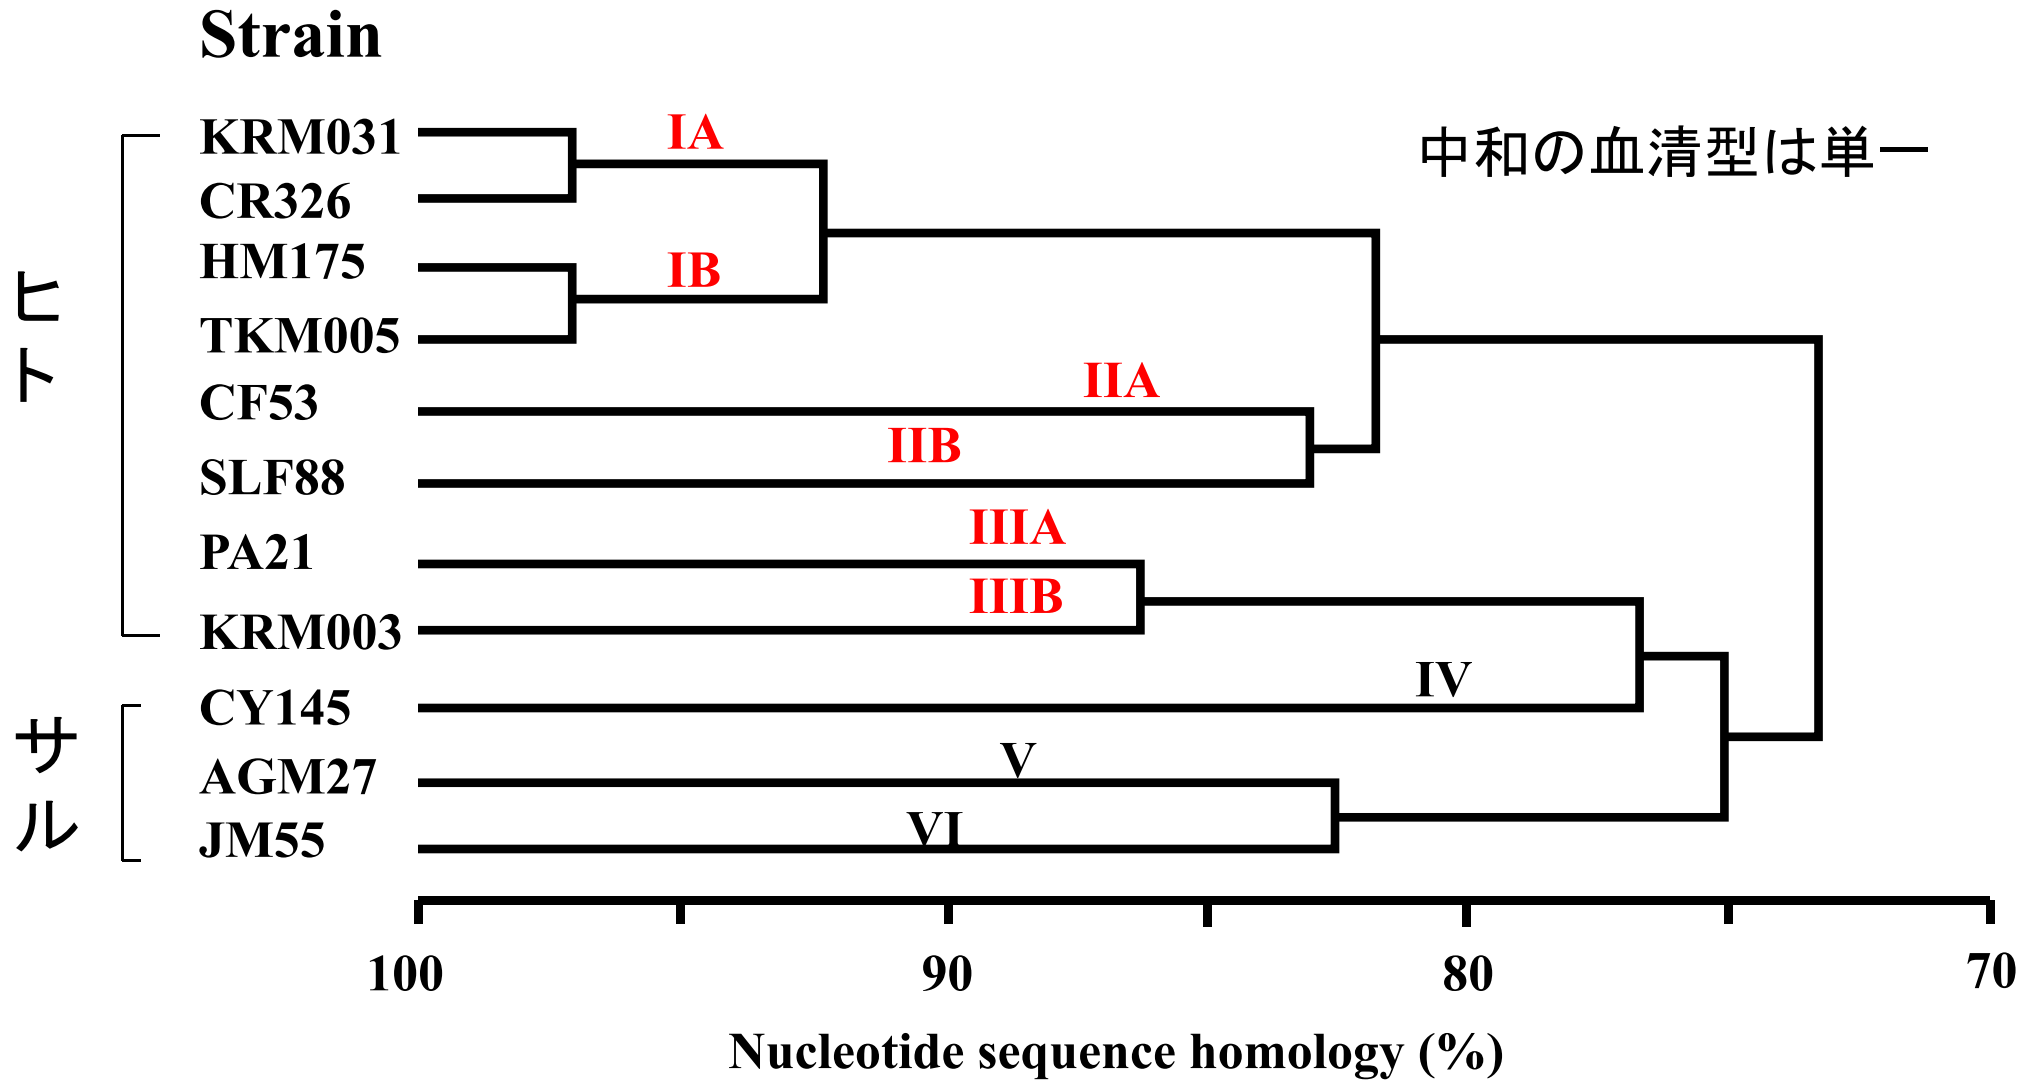 Strain
KRM031
IA
中和の血清型は単一
CR326
HM175
IB
TKM005
CF53
IIA
IIB
SLF88
IIIA
PA21
IIIB
KRM003
ヒト
IV
CY145
V
AGM27
VI
JM55
サル
100
90
80
70
Nucleotide sequence homology (%)